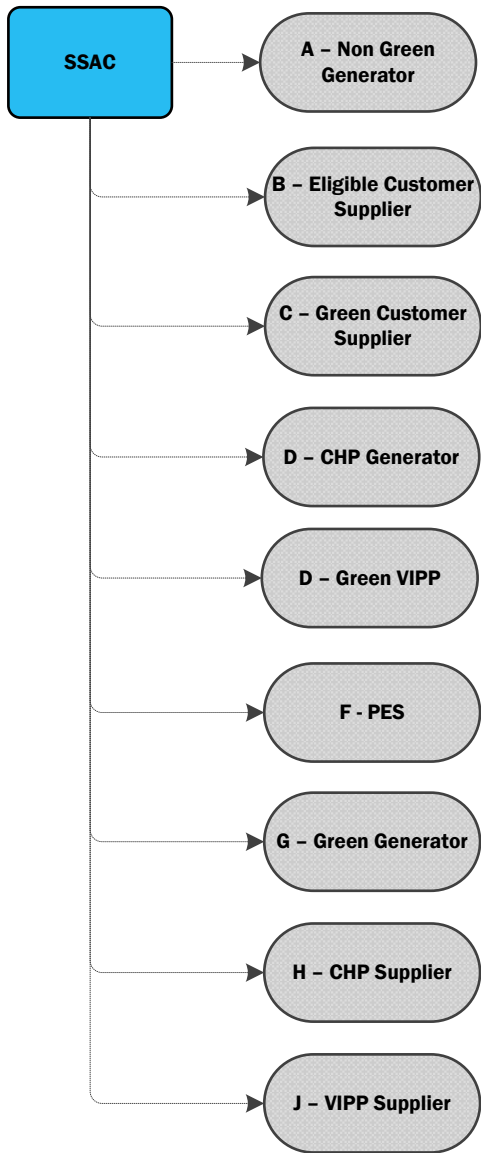 SSAC
A – Non Green
Generator
B – Eligible Customer
Supplier
C – Green Customer
Supplier
D – CHP Generator
D – Green VIPP
F - PES
G – Green Generator
H – CHP Supplier
J – VIPP Supplier